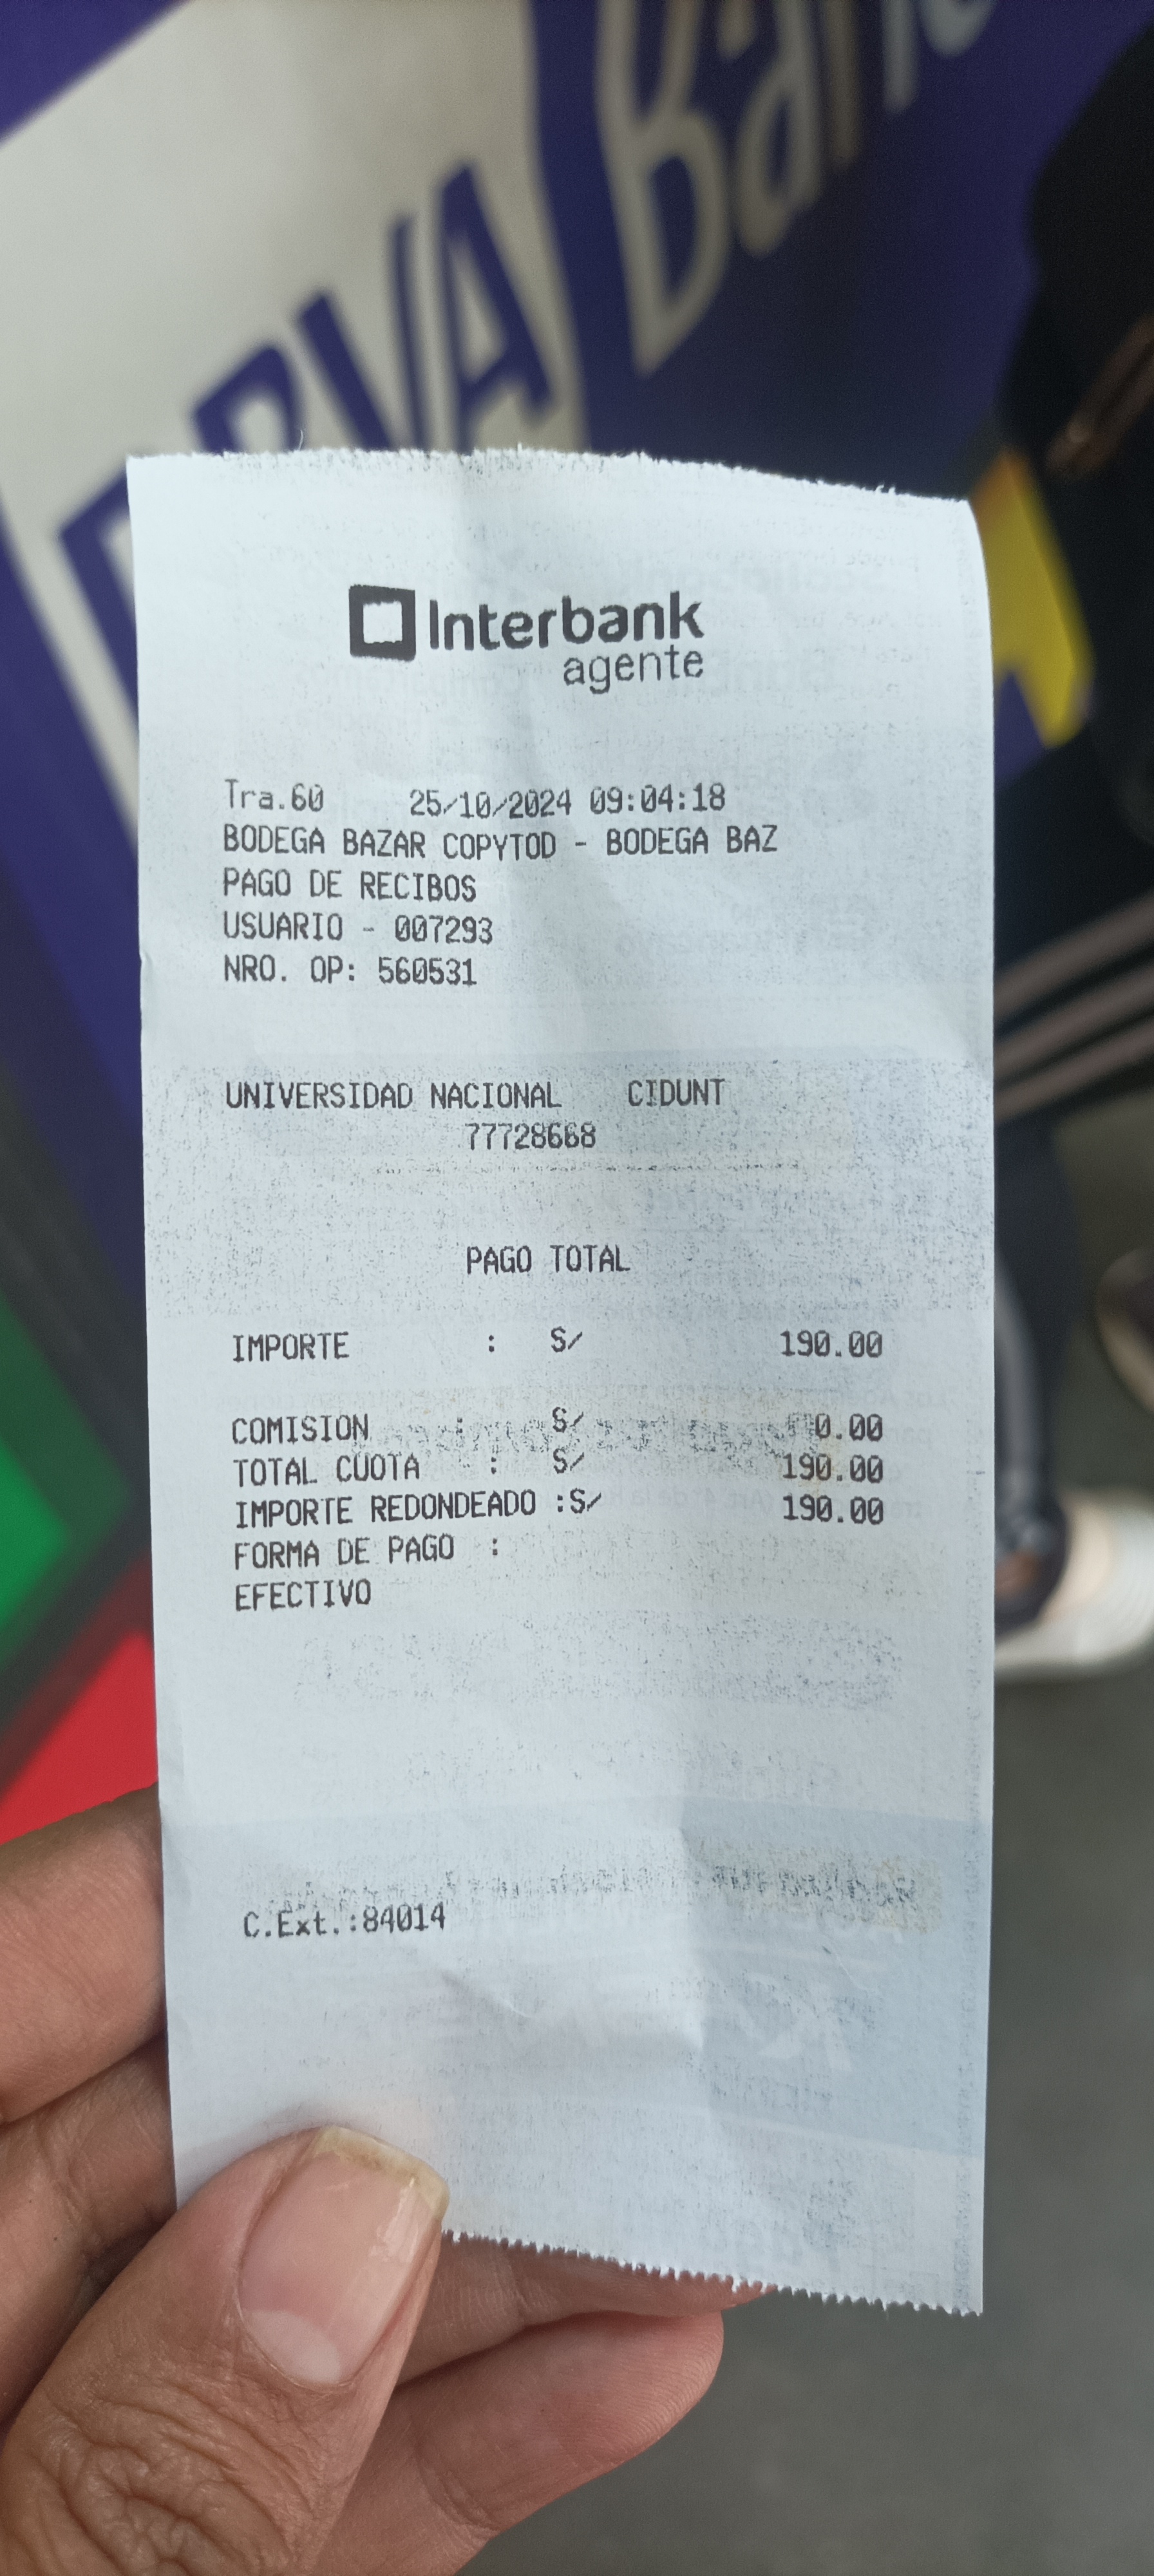 BBVA Banc
Interbank
agente
Tra.60 25/10/2024 09:04:18
BODEGA BAZAR COPYTOD - BODEGA BAZ
PAGO DE RECIBOS
USUARIO - 007293
NRO. OP: 560531
UNIVERSIDAD NACIONAL CIDUNT
77728668
PAGO TOTAL
IMPORTE : S/ 190.00
COMISION S/ 0.00
TOTAL CUOTA : S/ 190.00
IMPORTE REDONDEADO :S/ 190.00
FORMA DE PAGO :
EFECTIVO
C.Ext.:84014